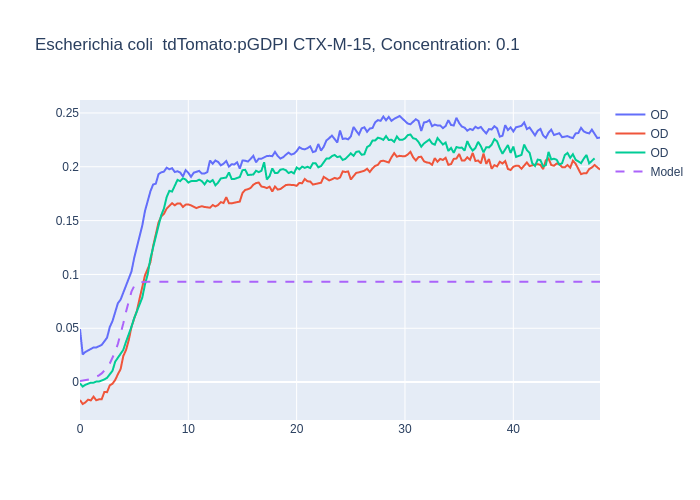 Escherichia coli  tdTomato:pGDPI CTX-M-15, Concentration: 0.1
0.25
0.2
0.15
0.1
0.05
0
0
10
20
30
40
OD
OD
OD
Model